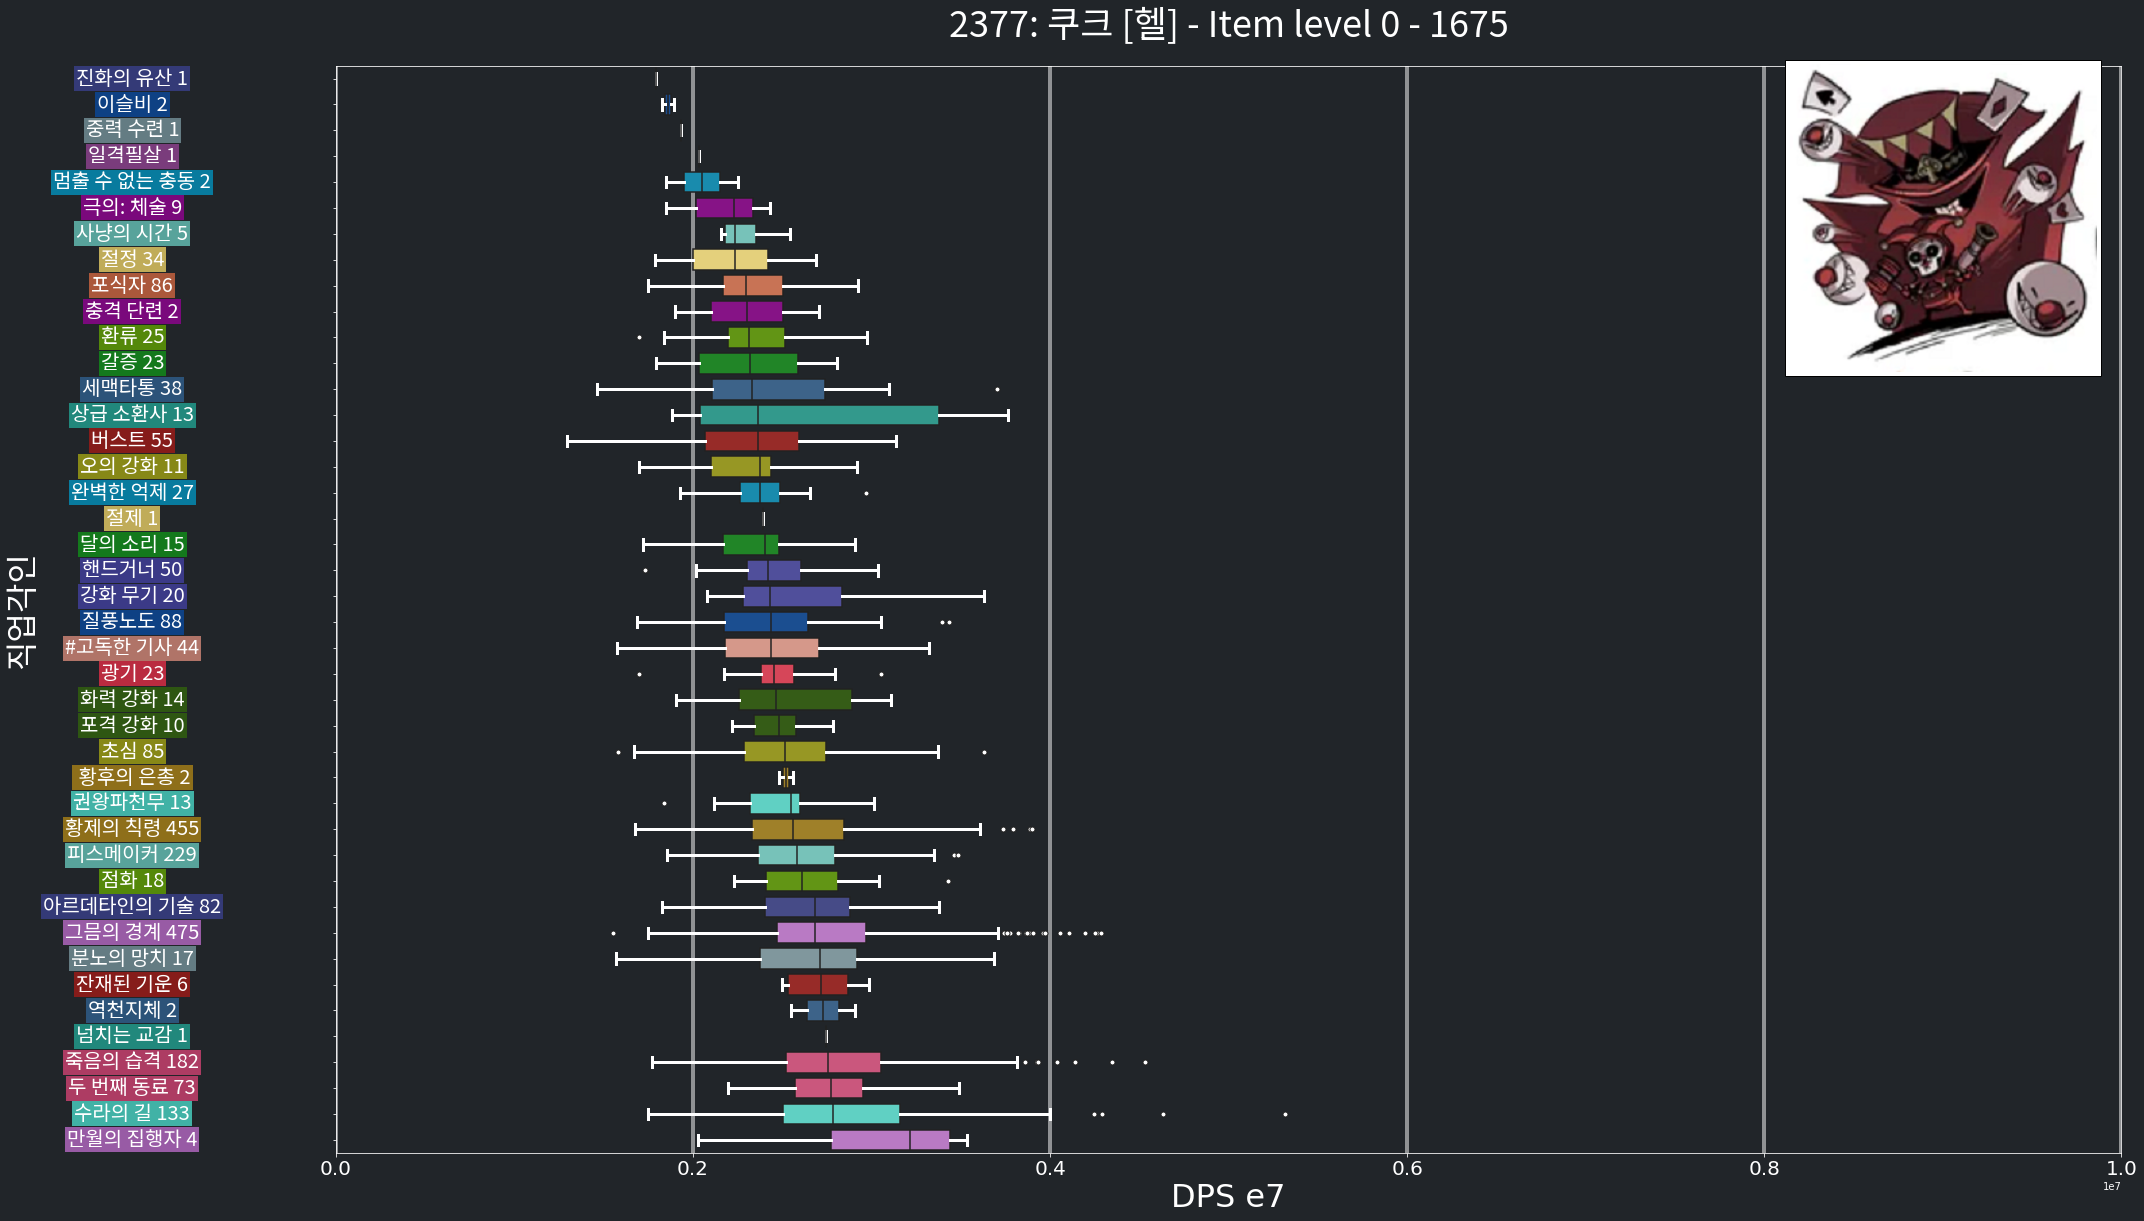 2377: 쿠크 [헬] - Item level 0 - 1675
진화의 유산 1
이슬비 2
중력 수련 1
일격필살 1
멈출 수 없는 충동 2
극의: 체술 9
사냥의 시간 5
절정 34
포식자 86
충격 단련 2
환류 25
갈증 23
세맥타통 38
상급 소환사 13
버스트 55
오의 강화 11
완벽한 억제 27
절제 1
달의 소리 15
핸드거너 50
강화 무기 20
질풍노도 88
#고독한 기사 44
광기 23
화력 강화 14
포격 강화 10
초심 85
황후의 은총 2
권왕파천무 13
황제의 칙령 455
피스메이커 229
점화 18
아르데타인의 기술 82
그믐의 경계 475
분노의 망치 17
잔재된 기운 6
역천지체 2
넘치는 교감 1
죽음의 습격 182
두 번째 동료 73
수라의 길 133
만월의 집행자 4
직업각인
0.0 0.2 0.4 0.6 0.8 1.0
1e7
DPS e7